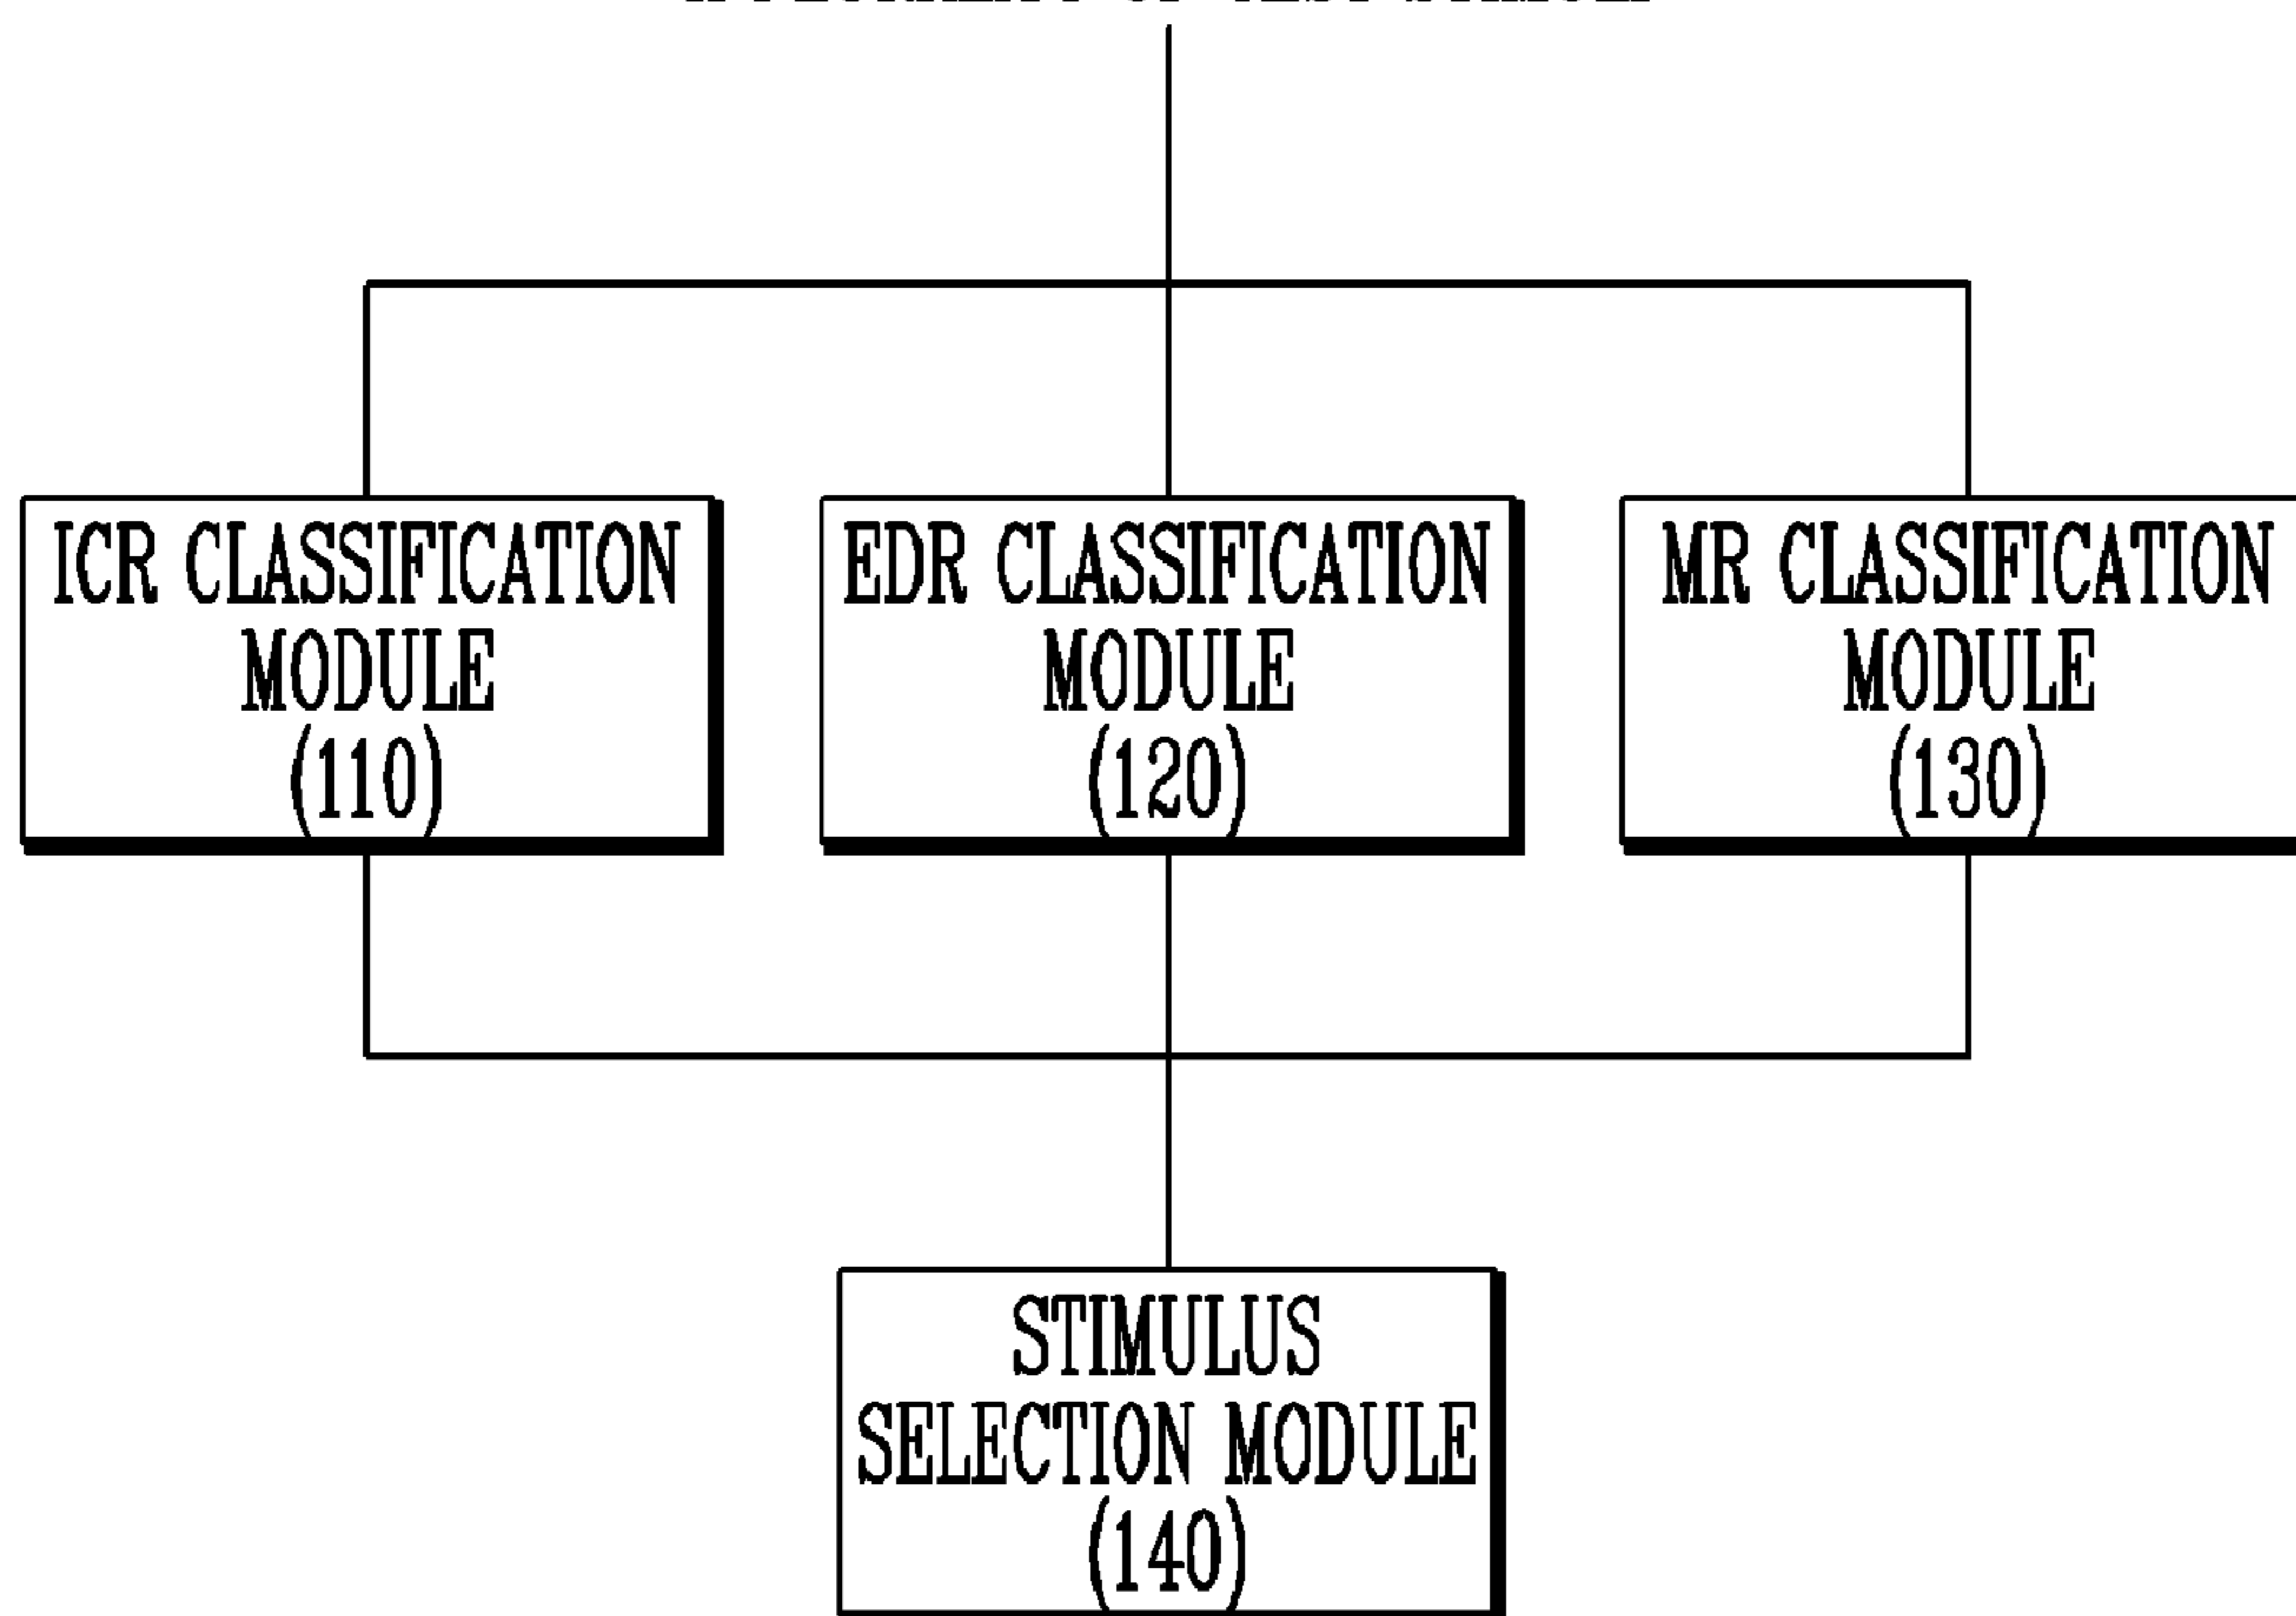 ICR CLASSIFICATION
MODULE
(110)
EDR CLASSIFICATION
MODULE
(120)
MR CLASSIFICATION
MODULE
(130)
STIMULUS
SELECTION MODULE
(140)